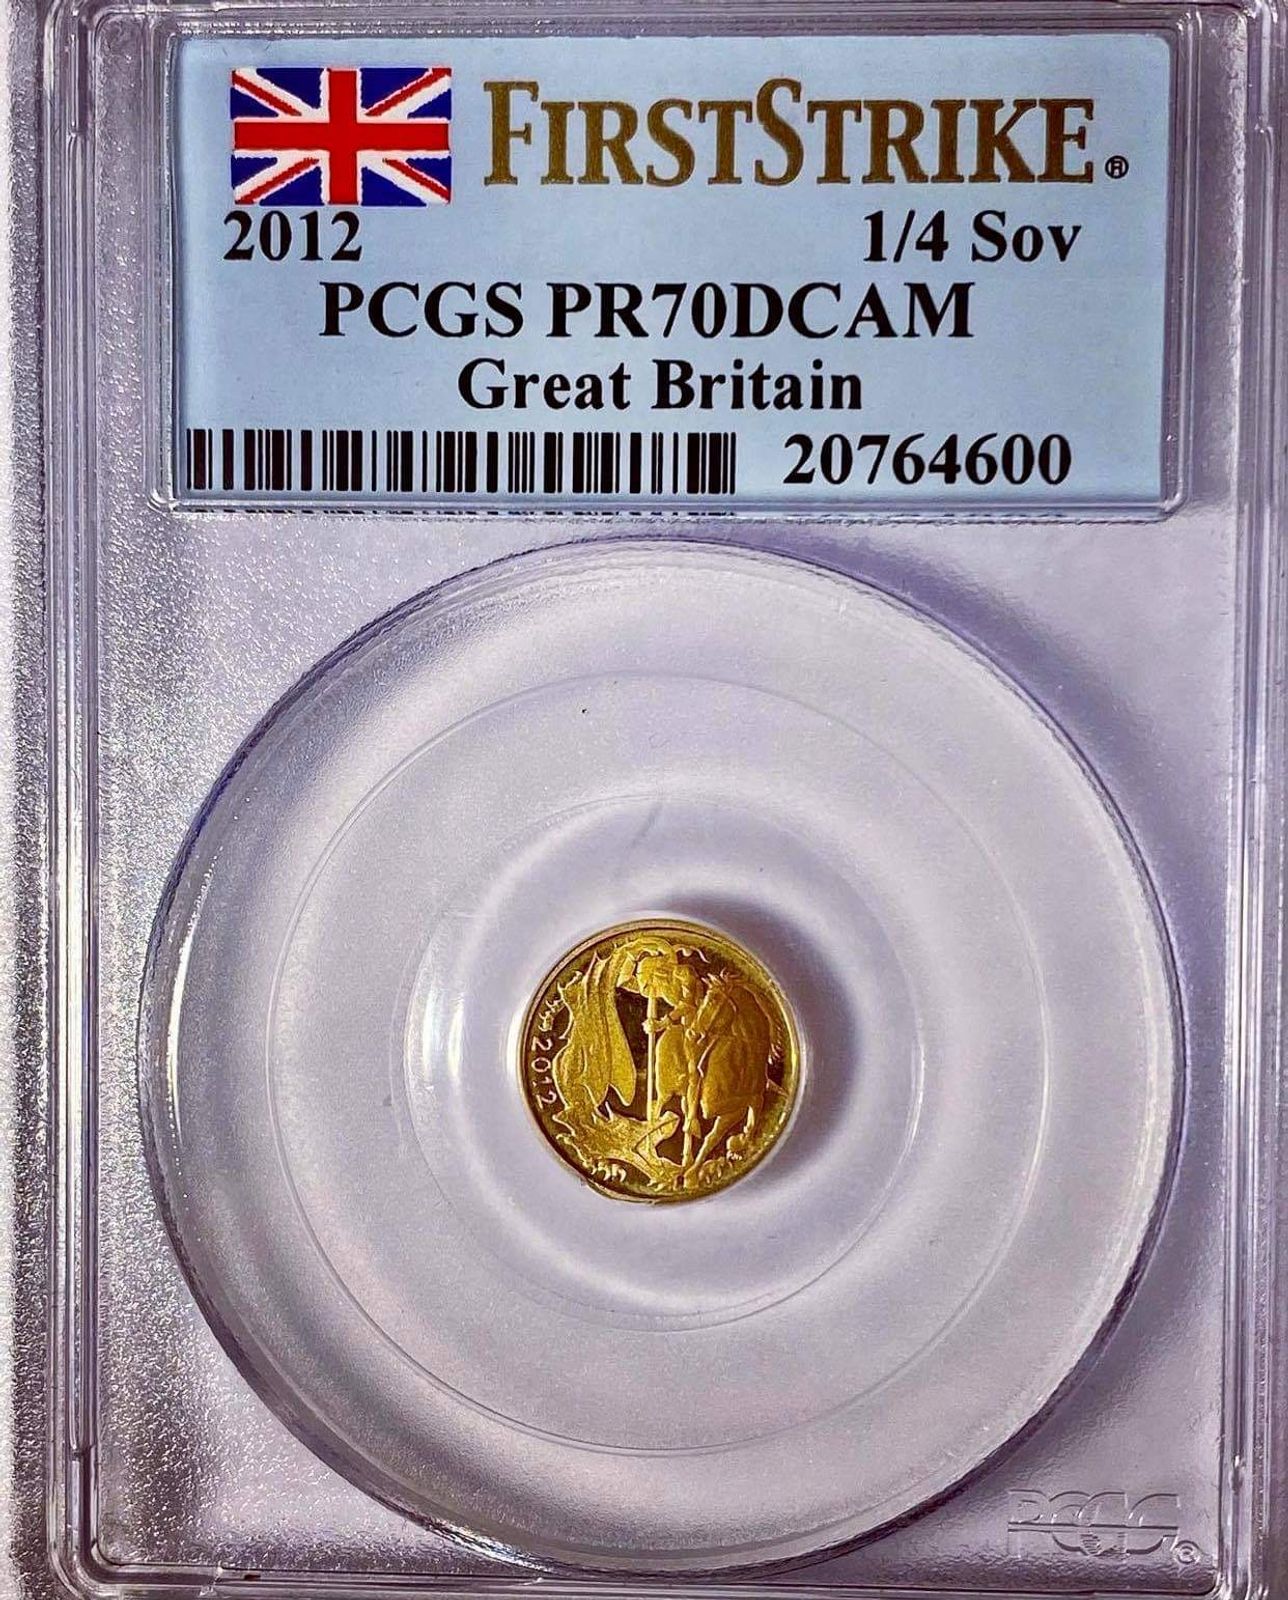 FIRSTSTRIKE®
2012 1/4 Sov
PCGS PR70DCAM
Great Britain
20764600
2012
PCGS®